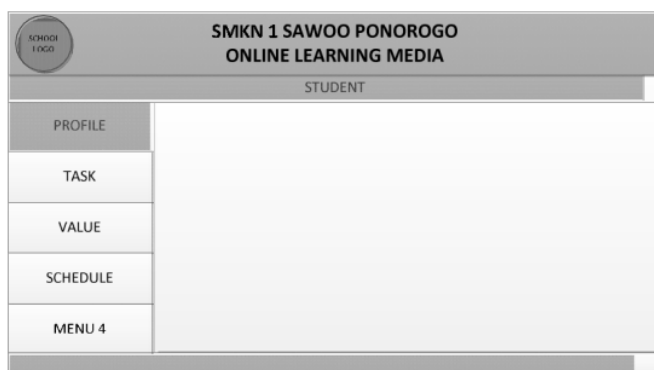 SCHOOL
LOGO
SMKN 1 SAWOO PONOROGO
ONLINE LEARNING MEDIA
STUDENT
PROFILE
TASK
VALUE
SCHEDULE
MENU 4